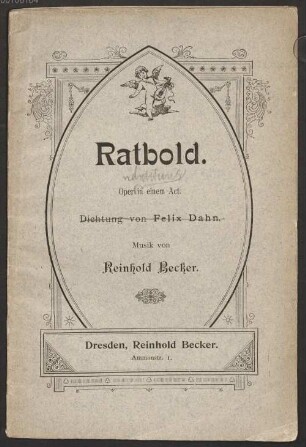 Ratbold.
Oper in einem Act.
Dichtung von Felix Dahn.
Musik von
Reinhold Becker.
Dresden, Reinhold Becker.